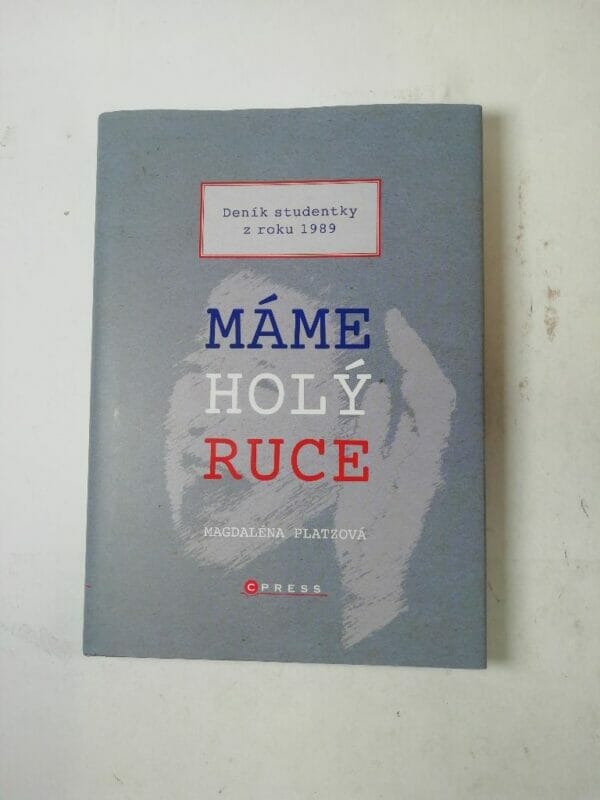 Deník studentky
z roku 1989
MÁME
HOLÝ
RUCE
MAGDALÉNA PLATZOVÁ
CPRESS